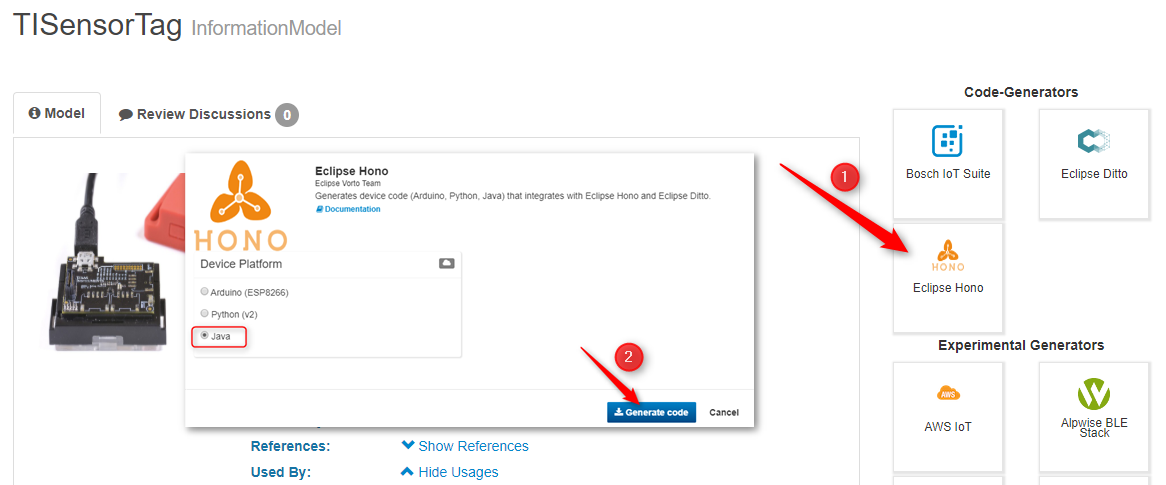 TISensorTag InformationModel
Model
Review Discussions 0
HONO
Eclipse Hono
Eclipse Vorto Team
Generates device code (Arduino, Python, Java) that integrates with Eclipse Hono and Eclipse Ditto.
Documentation
Device Platform
Arduino (ESP8266)
Python (v2)
Java
2
Generate code
Cancel
References:
Show References
Used By:
Hide Usages
Code-Generators
1
Bosch IoT Suite
Eclipse Ditto
HONO
Eclipse Hono
Experimental Generators
AWS
AWS IoT
Alpwise BLE
Stack